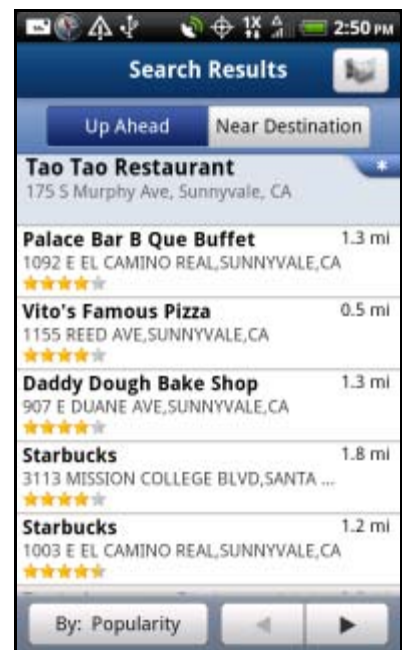 1X 2:50 PM
Search Results
Up Ahead Near Destination
Tao Tao Restaurant *
175 S Murphy Ave, Sunnyvale, CA
Palace Bar B Que Buffet 1.3 mi
1092 E EL CAMINO REAL,SUNNYVALE,CA
Vito's Famous Pizza 0.5 mi
1155 REED AVE,SUNNYVALE,CA
Daddy Dough Bake Shop 1.3 mi
907 E DUANE AVE,SUNNYVALE,CA
Starbucks 1.8 mi
3113 MISSION COLLEGE BLVD,SANTA ...
Starbucks 1.2 mi
1003 E EL CAMINO REAL,SUNNYVALE,CA
By: Popularity